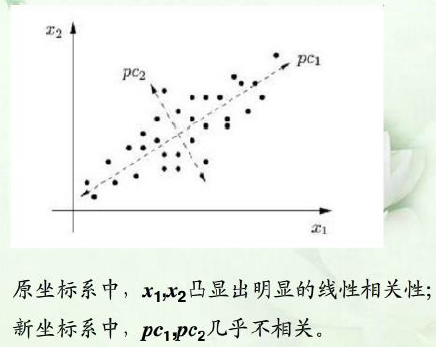 x₂
pc₁
pc₂
x₁
原坐标系中，x₁,x₂凸显出明显的线性相关性;
新坐标系中，pc₁,pc₂几乎不相关。